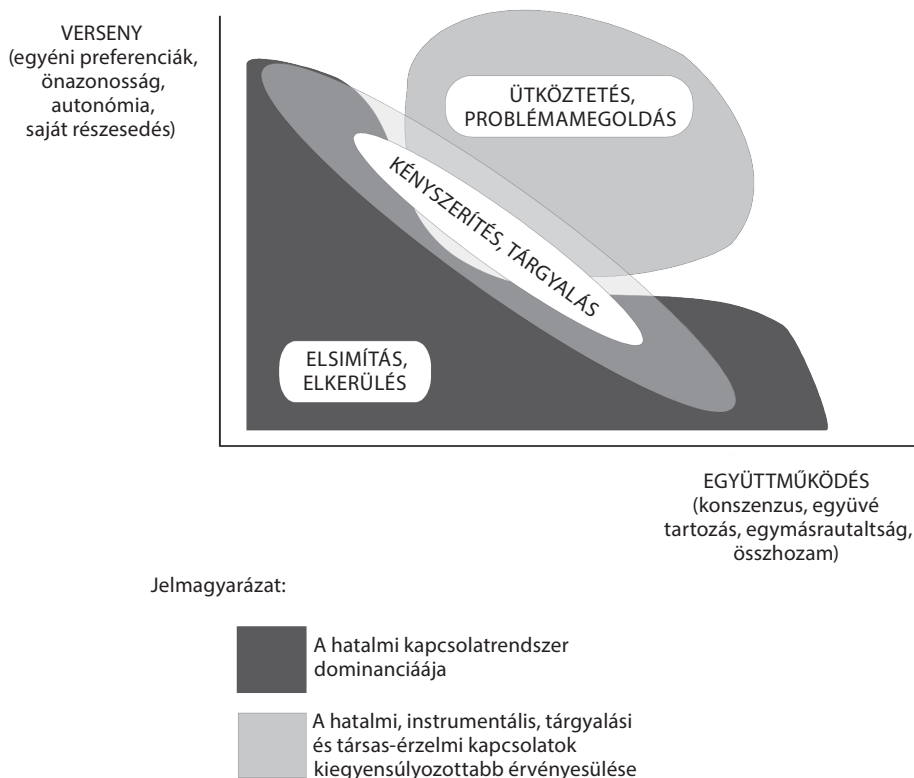 VERSENY
(egyéni preferenciák,
önazonosság,
autonómia,
saját részesedés)
ÜTKÖZTETÉS,
PROBLÉMAMEGOLDÁS
KÉNYSZERÍTÉS, TÁRGYALÁS
ELSIMÍTÁS,
ELKERÜLÉS
EGYÜTTMŰKÖDÉS
(konszenzus, együvé
tartozás, egymásrautaltság,
összhozam)
Jelmagyarázat:
A hatalmi kapcsolatrendszer
dominanciáája
A hatalmi, instrumentális, tárgyalási
és társas-érzelmi kapcsolatok
kiegyensúlyozottabb érvényesülése